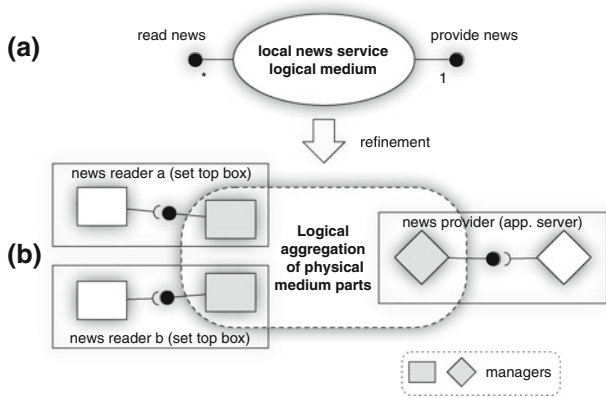 (a)
read news
*
local news service
logical medium
provide news
1
refinement
(b)
news reader a (set top box)
Logical
aggregation
of physical
medium parts
news provider (app. server)
news reader b (set top box)
managers